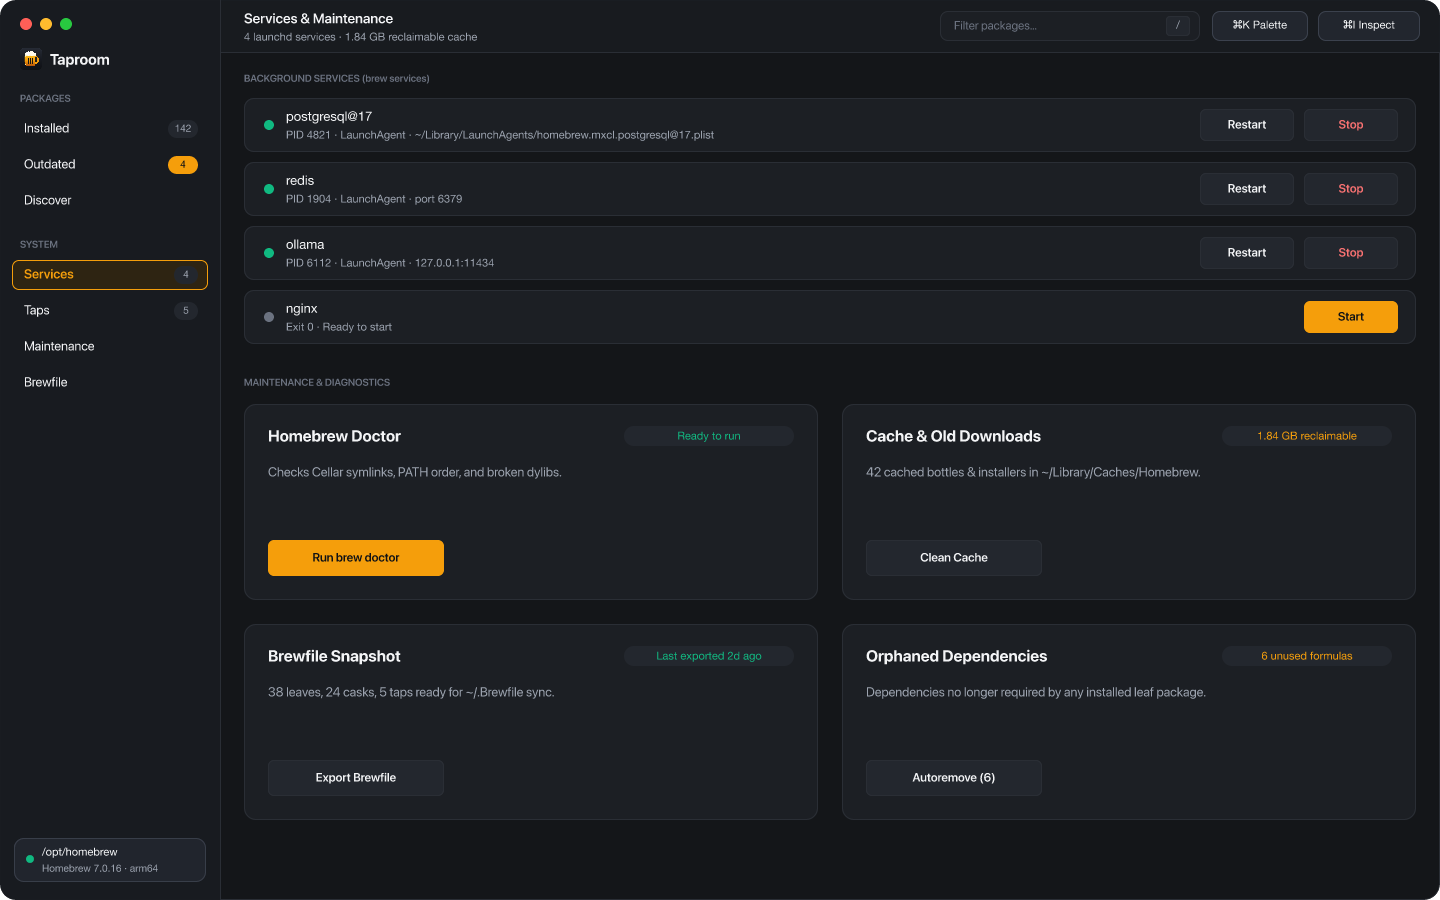 Taproom
PACKAGES
Installed 142
Outdated 4
Discover
SYSTEM
Services 4
Taps 5
Maintenance
Brewfile
/opt/homebrew
Homebrew 7.0.16 · arm64
Services & Maintenance
4 launchd services · 1.84 GB reclaimable cache
Filter packages... /
⌘K Palette
⌘I Inspect
BACKGROUND SERVICES (brew services)
postgresql@17
PID 4821 · LaunchAgent · ~/Library/LaunchAgents/homebrew.mxcl.postgresql@17.plist
Restart
Stop
redis
PID 1904 · LaunchAgent · port 6379
Restart
Stop
ollama
PID 6112 · LaunchAgent · 127.0.0.1:11434
Restart
Stop
nginx
Exit 0 · Ready to start
Start
MAINTENANCE & DIAGNOSTICS
Homebrew Doctor
Ready to run
Checks Cellar symlinks, PATH order, and broken dylibs.
Run brew doctor
Cache & Old Downloads
1.84 GB reclaimable
42 cached bottles & installers in ~/Library/Caches/Homebrew.
Clean Cache
Brewfile Snapshot
Last exported 2d ago
38 leaves, 24 casks, 5 taps ready for ~/.Brewfile sync.
Export Brewfile
Orphaned Dependencies
6 unused formulas
Dependencies no longer required by any installed leaf package.
Autoremove (6)